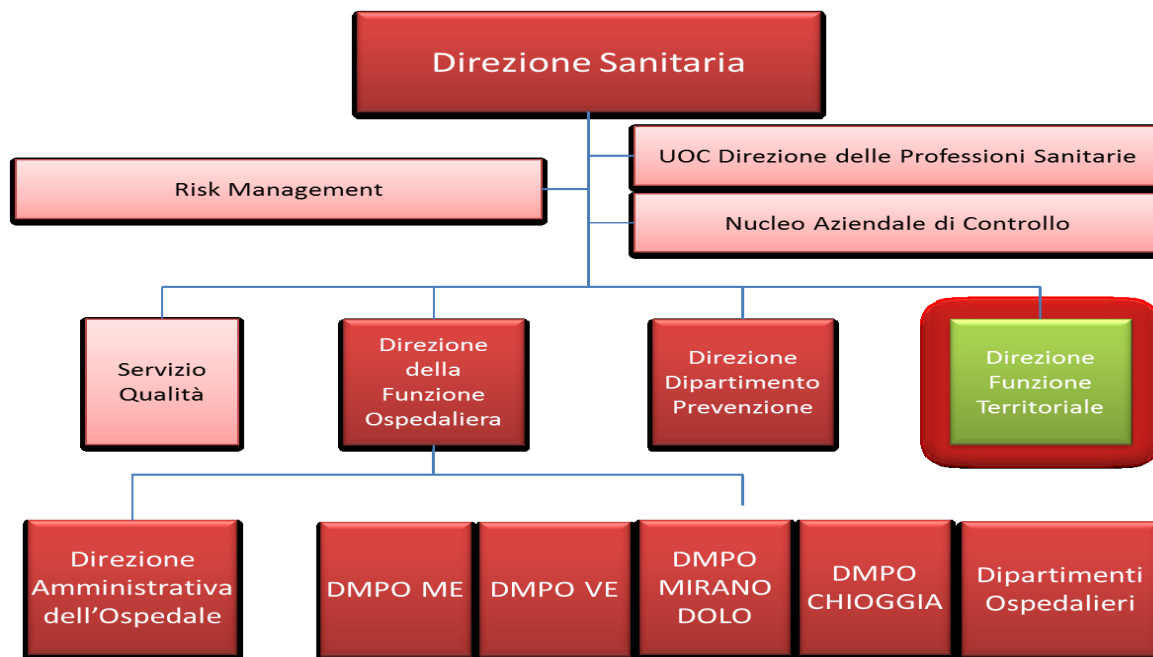 Direzione Sanitaria
UOC Direzione delle Professioni Sanitarie
Risk Management
Nucleo Aziendale di Controllo
Servizio
Qualità
Direzione
della
Funzione
Ospedaliera
Direzione
Dipartimento
Prevenzione
Direzione
Funzione
Territoriale
Direzione
Amministrativa
dell’Ospedale
DMPO ME
DMPO VE
DMPO
MIRANO
DOLO
DMPO
CHIOGGIA
Dipartimenti
Ospedalieri